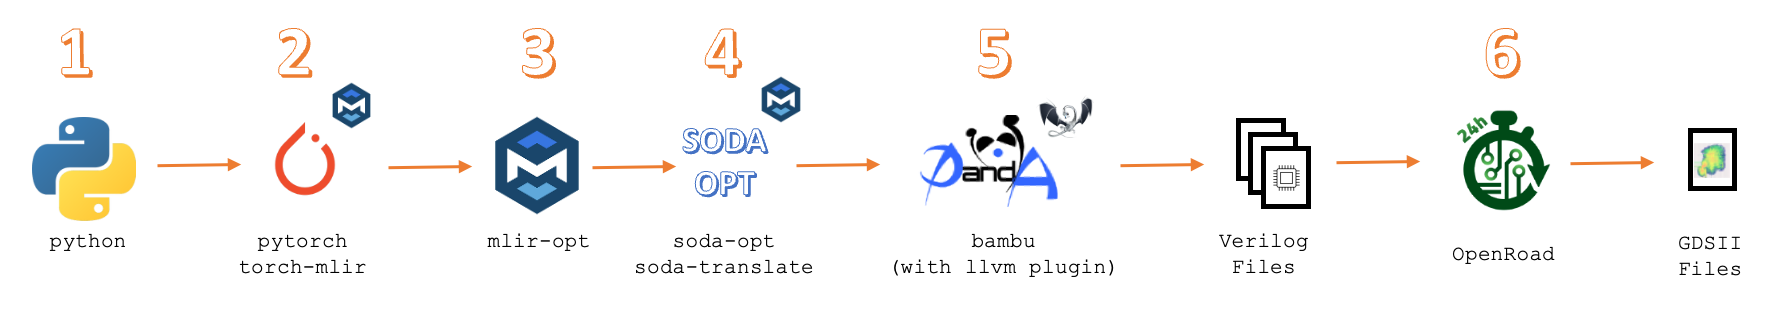 1
2
3
4
5
6
SODA
OPT
PandA
24h
python
pytorch
torch-mlir
mlir-opt
soda-opt
soda-translate
bambu
(with llvm plugin)
Verilog
Files
OpenRoad
GDSII
Files